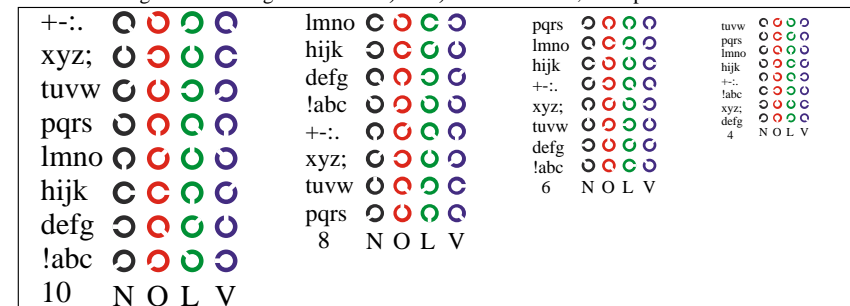 +-:.
xyz;
tuvw
pqrs
lmno
hijk
defg
!abc
10 N O L V
lmno
hijk
defg
!abc
+-:.
xyz;
tuvw
pqrs
8 N O L V
pqrs
lmno
hijk
+-:.
xyz;
tuvw
defg
!abc
6 N O L V
tuvw
pqrs
lmno
hijk
+-:.
!abc
xyz;
defg
4 N O L V